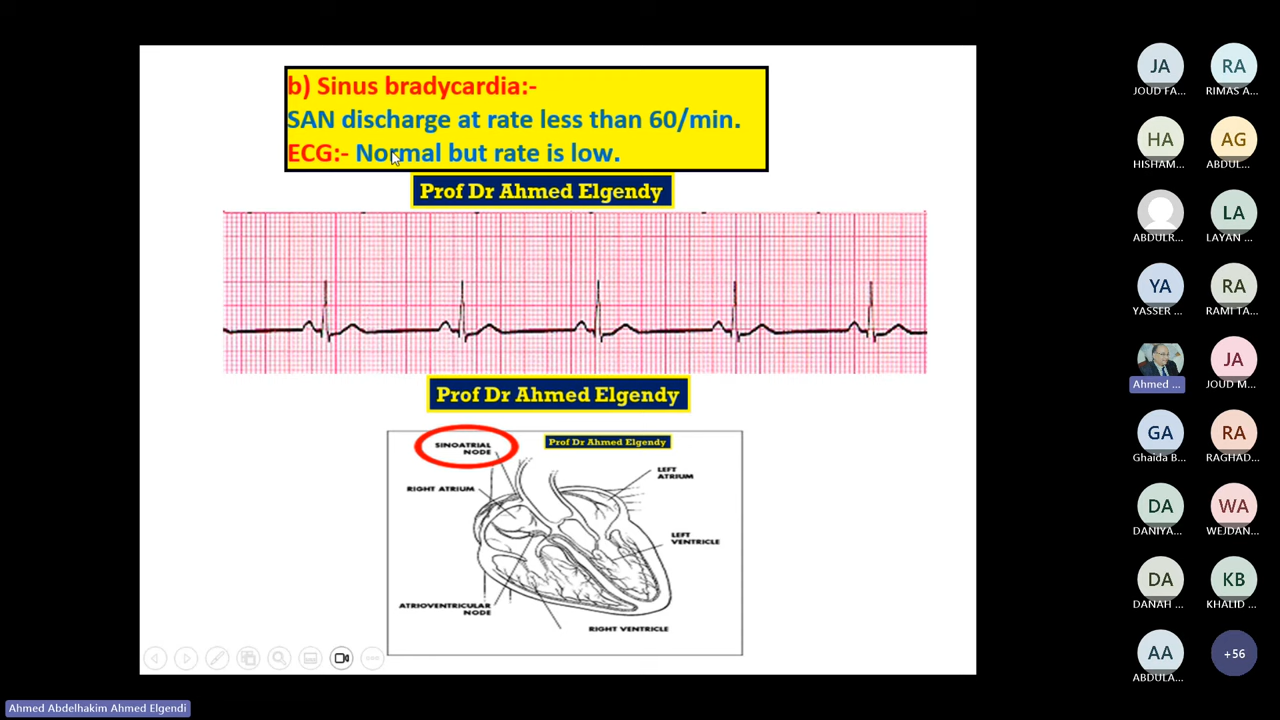 b) Sinus bradycardia:-
SAN discharge at rate less than 60/min.
ECG:- Normal but rate is low.
Prof Dr Ahmed Elgendy
Prof Dr Ahmed Elgendy
SINOATRIAL
NODE
Prof Dr Ahmed Elgendy
LEFT
ATRIUM
RIGHT ATRIUM
LEFT
VENTRICLE
ATRIOVENTRICULAR
NODE
RIGHT VENTRICLE
JA
JOUD FA...
RA
RIMAS A...
HA
HISHAM...
AG
ABDUL...
ABDULR...
LA
LAYAN ...
YA
YASSER ...
RA
RAMI TA...
Ahmed ...
JA
JOUD M...
GA
Ghaida B...
RA
RAGHAD...
DA
DANIYA...
WA
WEJDAN...
DA
DANAH ...
KB
KHALID ...
AA
ABDULA...
+56
Ahmed Abdelhakim Ahmed Elgendi